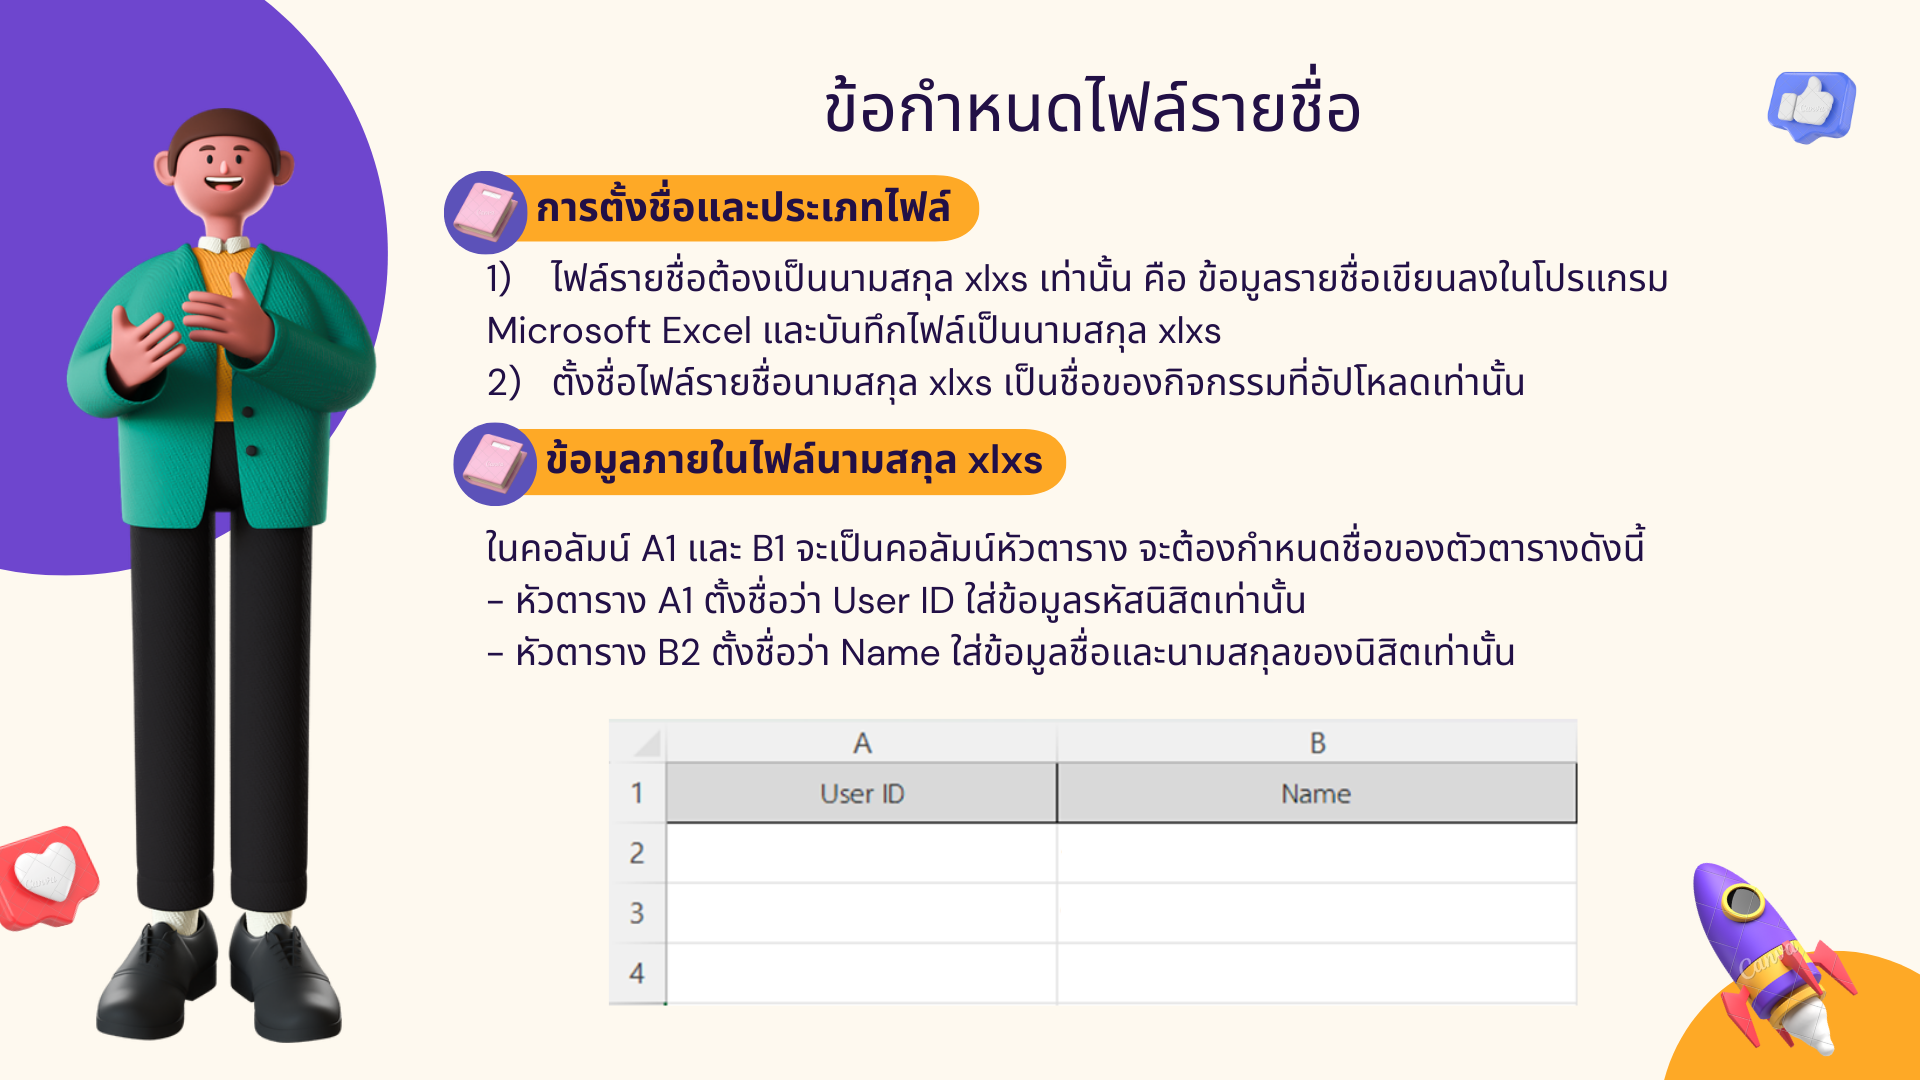 ข้อกำหนดไฟล์รายชื่อ
การตั้งชื่อและประเภทไฟล์
1) ไฟล์รายชื่อต้องเป็นนามสกุล xlxs เท่านั้น คือ ข้อมูลรายชื่อเขียนลงในโปรแกรม
Microsoft Excel และบันทึกไฟล์เป็นนามสกุล xlxs
2) ตั้งชื่อไฟล์รายชื่อนามสกุล xlxs เป็นชื่อของกิจกรรมที่อัปโหลดเท่านั้น
ข้อมูลภายในไฟล์นามสกุล xlxs
ในคอลัมน์ A1 และ B1 จะเป็นคอลัมน์หัวตาราง จะต้องกำหนดชื่อของตัวตารางดังนี้
– หัวตาราง A1 ตั้งชื่อว่า User ID ใส่ข้อมูลรหัสนิสิตเท่านั้น
– หัวตาราง B2 ตั้งชื่อว่า Name ใส่ข้อมูลชื่อและนามสกุลของนิสิตเท่านั้น
A B
1 User ID Name
2
3
4
Canva